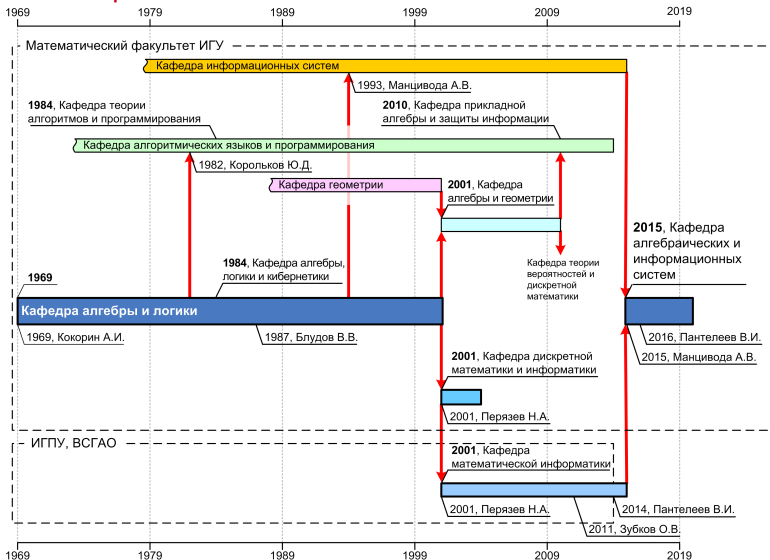 1969 1979 1989 1999 2009 2019
Математический факультет ИГУ
Кафедра информационных систем
1993, Манцивода А.В.
1984, Кафедра теории
алгоритмов и программирования
2010, Кафедра прикладной
алгебры и защиты информации
Кафедра алгоритмических языков и программирования
1982, Корольков Ю.Д.
Кафедра геометрии
2001, Кафедра
алгебры и геометрии
2015, Кафедра
алгебраических и
информационных
систем
Кафедра теории
вероятностей и
дискретной
математики
1984, Кафедра алгебры,
логики и кибернетики
1969
Кафедра алгебры и логики
1969, Кокорин А.И.
1987, Блудов В.В.
2016, Пантелеев В.И.
2015, Манцивода А.В.
2001, Кафедра дискретной
математики и информатики
2001, Перязев Н.А.
ИГПУ, ВСГАО
2001, Кафедра
математической информатики
2001, Перязев Н.А.
2014, Пантелеев В.И.
2011, Зубков О.В.
1969 1979 1989 1999 2009 2019